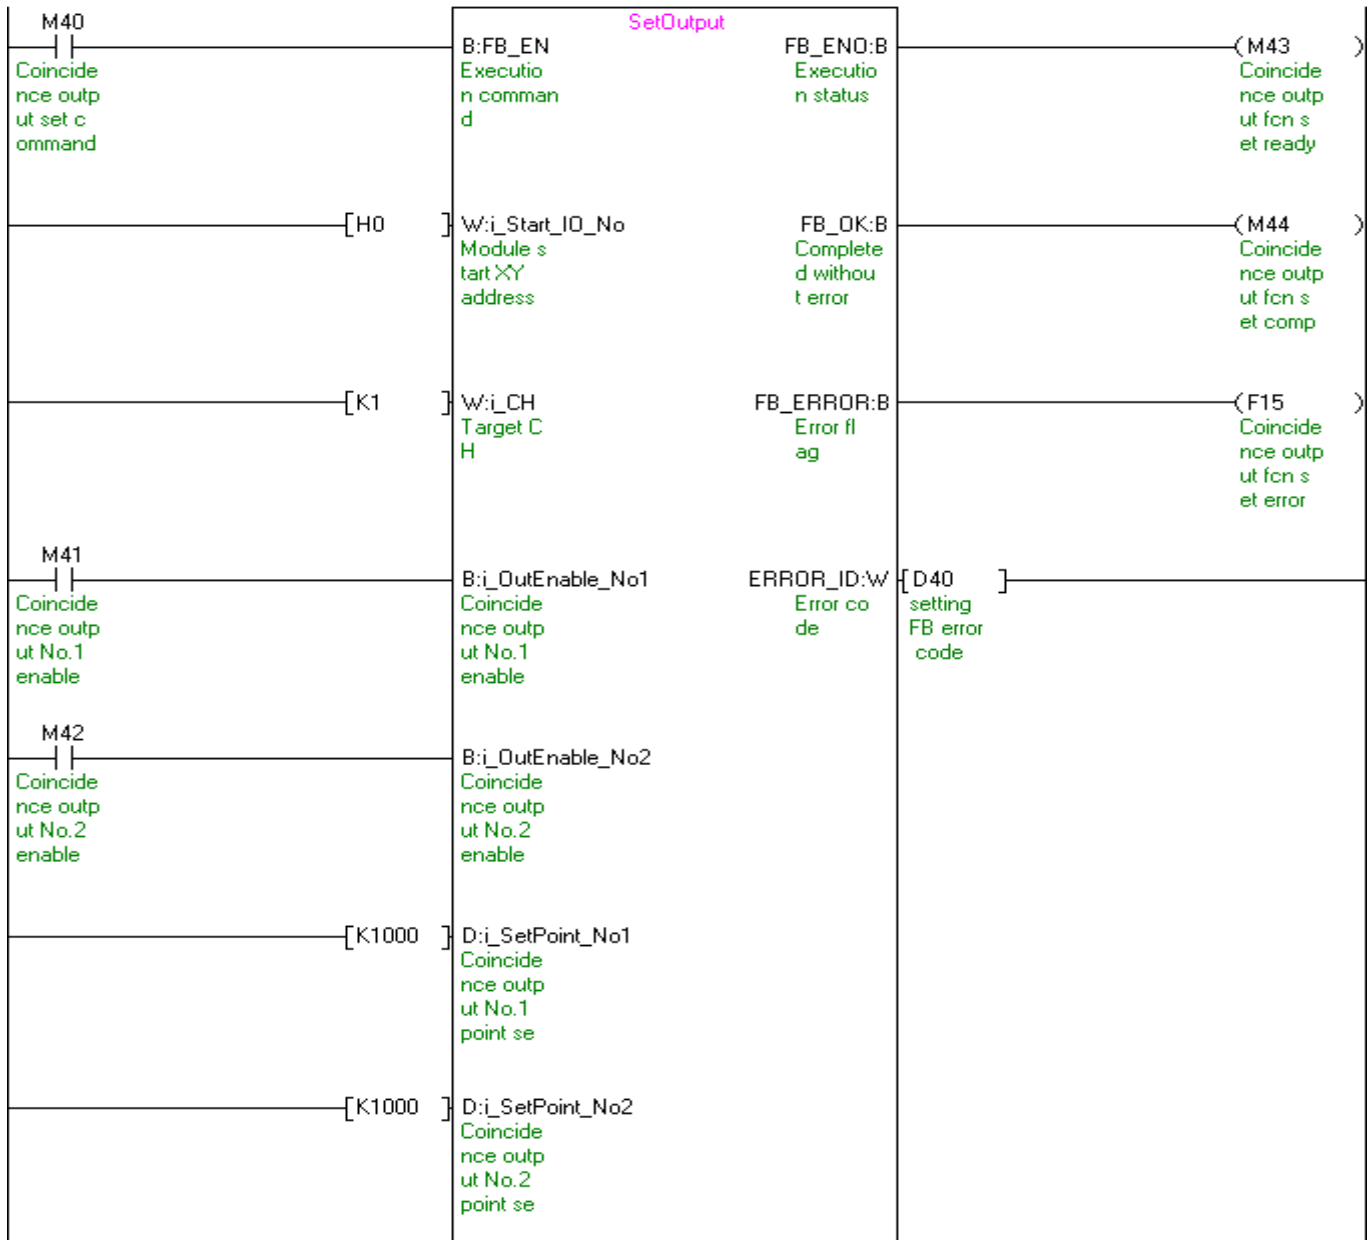 M40
SetOutput
B:FB_EN
FB_ENO:B
(M43 )
Coincide
nce outp
ut set c
ommand
Executio
n comman
d
Executio
n status
Coincide
nce outp
ut fcn s
et ready
[H0 ]
W:i_Start_IO_No
FB_OK:B
(M44 )
Module s
tart XY
address
Complete
d withou
t error
Coincide
nce outp
ut fcn s
et comp
[K1 ]
W:i_CH
FB_ERROR:B
(F15 )
Target C
H
Error fl
ag
Coincide
nce outp
ut fcn s
et error
M41
B:i_OutEnable_No1
ERROR_ID:W
[D40 ]
Coincide
nce outp
ut No.1
enable
Coincide
nce outp
ut No.1
enable
Error co
de
setting
FB error
code
M42
B:i_OutEnable_No2
Coincide
nce outp
ut No.2
enable
Coincide
nce outp
ut No.2
enable
[K1000 ]
D:i_SetPoint_No1
Coincide
nce outp
ut No.1
point se
[K1000 ]
D:i_SetPoint_No2
Coincide
nce outp
ut No.2
point se